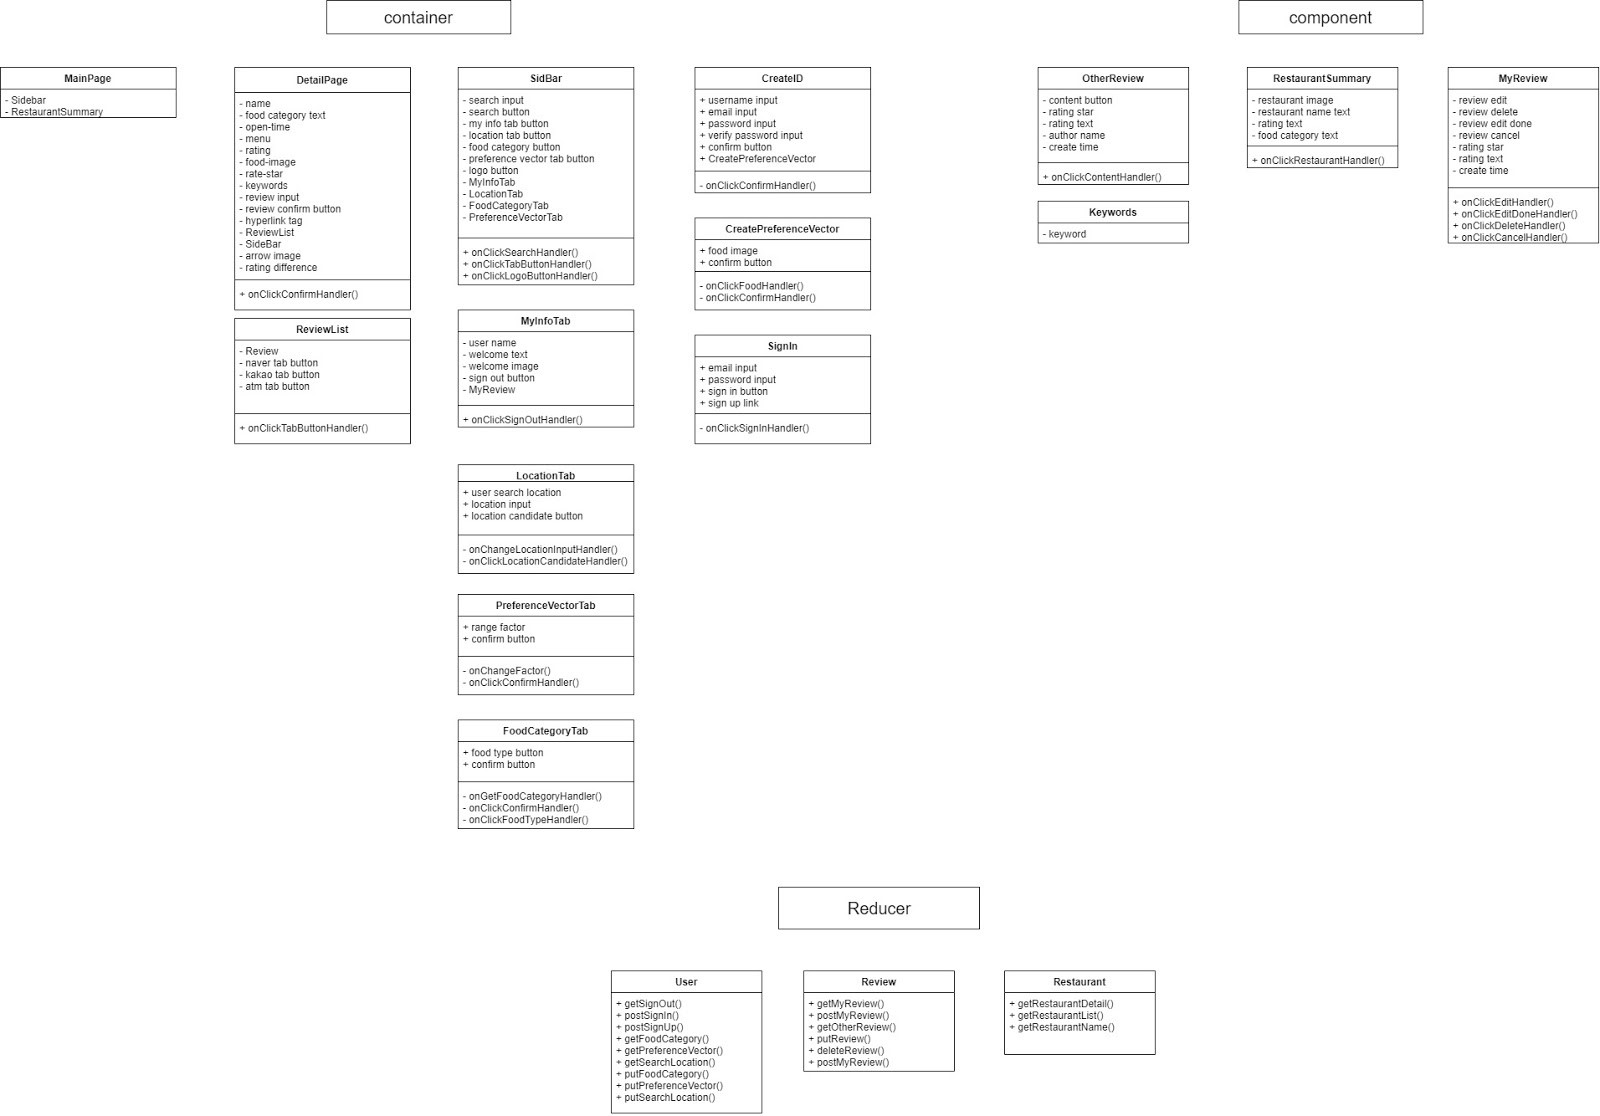 container
component
MainPage
- Sidebar
- RestaurantSummary
DetailPage
- name
- food category text
- open-time
- menu
- rating
- food-image
- rate-star
- keywords
- review input
- review confirm button
- hyperlink tag
- ReviewList
- SideBar
- arrow image
- rating difference
+ onClickConfirmHandler()
ReviewList
- Review
- naver tab button
- kakao tab button
- atm tab button
+ onClickTabButtonHandler()
SidBar
- search input
- search button
- my info tab button
- location tab button
- food category button
- preference vector tab button
- logo button
- MyInfoTab
- LocationTab
- FoodCategoryTab
- PreferenceVectorTab
+ onClickSearchHandler()
+ onClickTabButtonHandler()
+ onClickLogoButtonHandler()
MyInfoTab
- user name
- welcome text
- welcome image
- sign out button
- MyReview
+ onClickSignOutHandler()
LocationTab
+ user search location
+ location input
+ location candidate button
- onChangeLocationInputHandler()
- onClickLocationCandidateHandler()
PreferenceVectorTab
+ range factor
+ confirm button
- onChangeFactor()
- onClickConfirmHandler()
FoodCategoryTab
+ food type button
+ confirm button
- onGetFoodCategoryHandler()
- onClickConfirmHandler()
- onClickFoodTypeHandler()
CreateID
+ username input
+ email input
+ password input
+ verify password input
+ confirm button
+ CreatePreferenceVector
- onClickConfirmHandler()
CreatePreferenceVector
+ food image
+ confirm button
- onClickFoodHandler()
- onClickConfirmHandler()
SignIn
+ email input
+ password input
+ sign in button
+ sign up link
- onClickSignInHandler()
OtherReview
- content button
- rating star
- rating text
- author name
- create time
+ onClickContentHandler()
Keywords
- keyword
RestaurantSummary
- restaurant image
- restaurant name text
- rating text
- food category text
+ onClickRestaurantHandler()
MyReview
- review edit
- review delete
- review edit done
- review cancel
- rating star
- rating text
- create time
+ onClickEditHandler()
+ onClickEditDoneHandler()
+ onClickDeleteHandler()
+ onClickCancelHandler()
Reducer
User
+ getSignOut()
+ postSignIn()
+ postSignUp()
+ getFoodCategory()
+ getPreferenceVector()
+ getSearchLocation()
+ putFoodCategory()
+ putPreferenceVector()
+ putSearchLocation()
Review
+ getMyReview()
+ postMyReview()
+ getOtherReview()
+ putReview()
+ deleteReview()
+ postMyReview()
Restaurant
+ getRestaurantDetail()
+ getRestaurantList()
+ getRestaurantName()